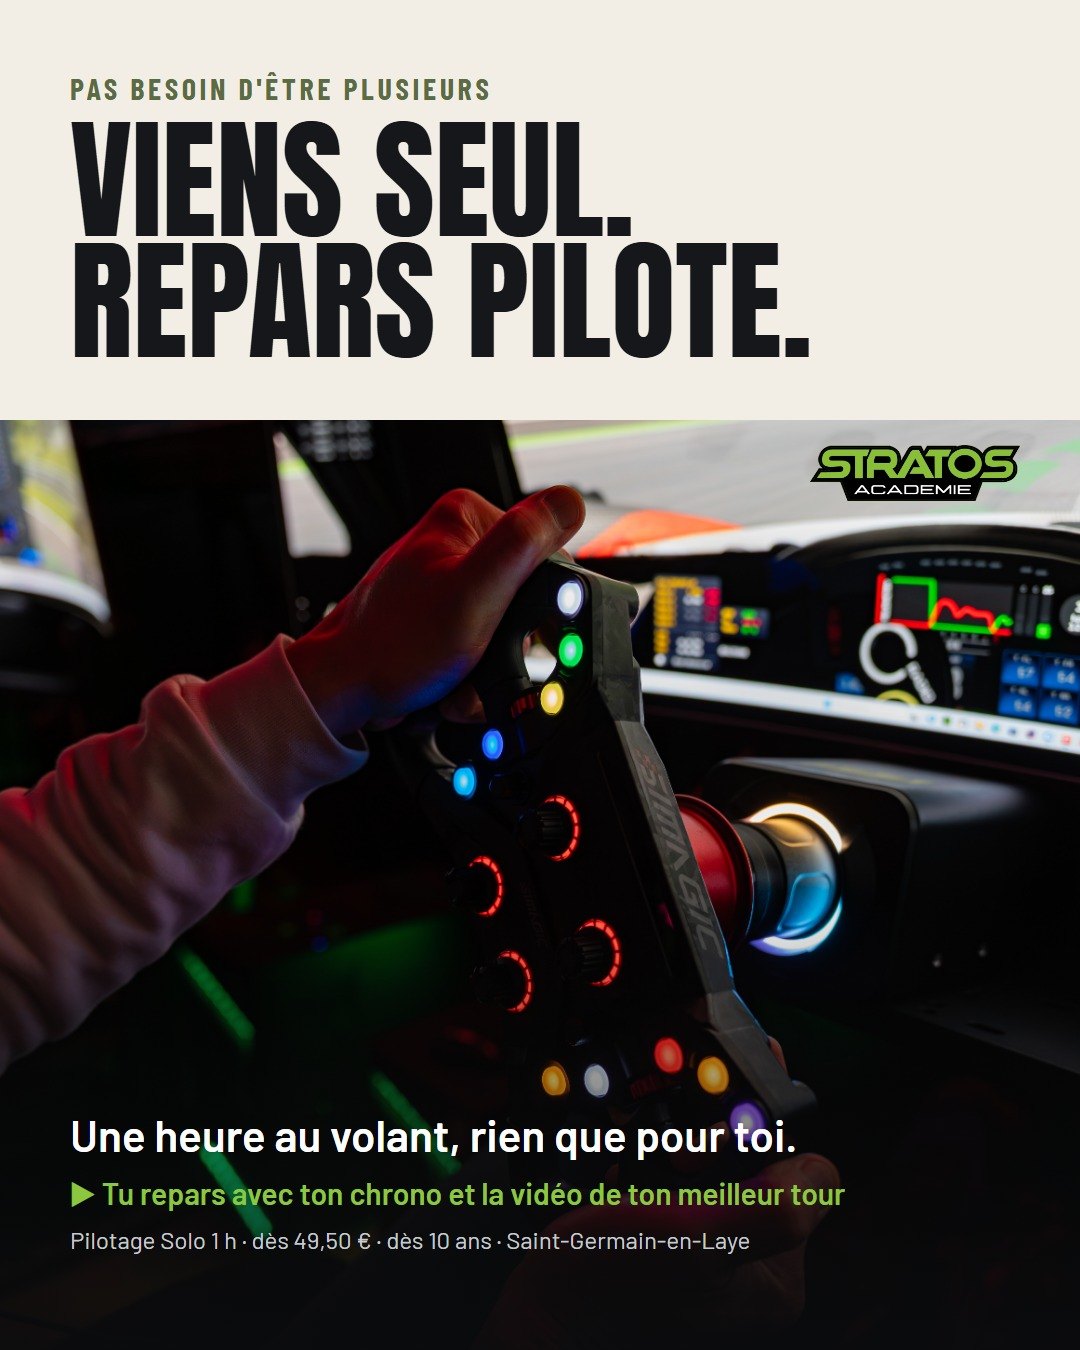 PAS BESOIN D'ÊTRE PLUSIEURS
VIENS SEUL.
REPARS PILOTE.
STRATOS
ACADEMIE
SIMAGIC
Une heure au volant, rien que pour toi.
▶ Tu repars avec ton chrono et la vidéo de ton meilleur tour
Pilotage Solo 1 h · dès 49,50 € · dès 10 ans · Saint-Germain-en-Laye